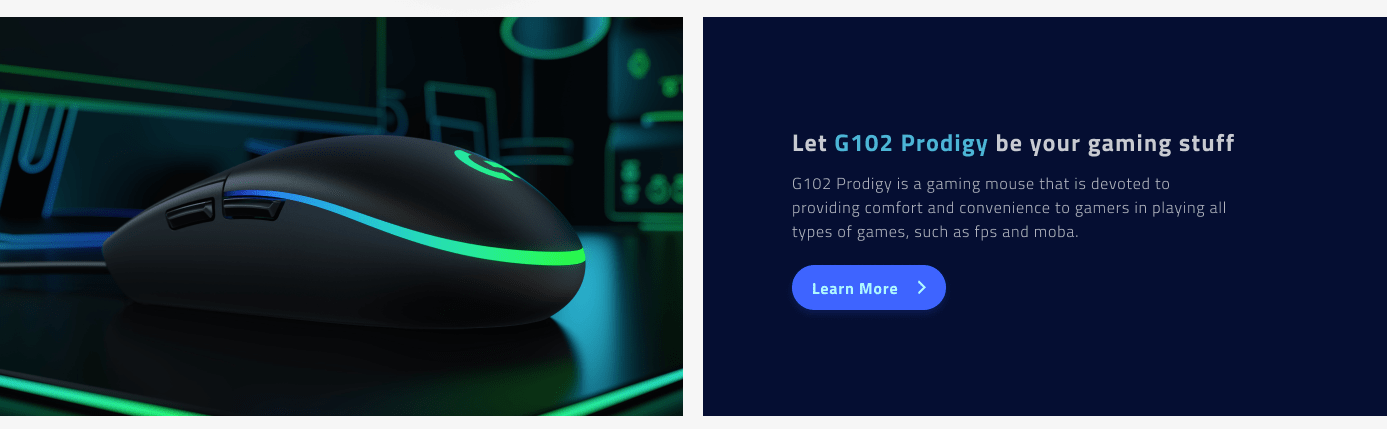 Let G102 Prodigy be your gaming stuff
G102 Prodigy is a gaming mouse that is devoted to
providing comfort and convenience to gamers in playing all
types of games, such as fps and moba.
Learn More